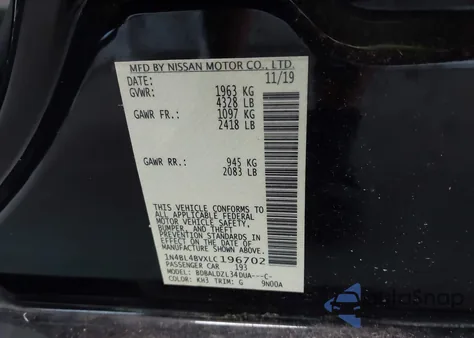 MFD BY NISSAN MOTOR CO., LTD.
DATE: 11/19
GVWR: 1963 KG
4328 LB
GAWR FR.: 1097 KG
2418 LB
GAWR RR.: 945 KG
2083 LB
THIS VEHICLE CONFORMS TO
ALL APPLICABLE FEDERAL
MOTOR VEHICLE SAFETY,
BUMPER, AND THEFT
PREVENTION STANDARDS IN
EFFECT ON THE DATE OF
MANUFACTURE SHOWN ABOVE.
1N4BL4BVXLC196702
PASSENGER CAR 193
MODEL: BDBALDZL34DUA---C-
COLOR: KH3 TRIM: G 9N00A